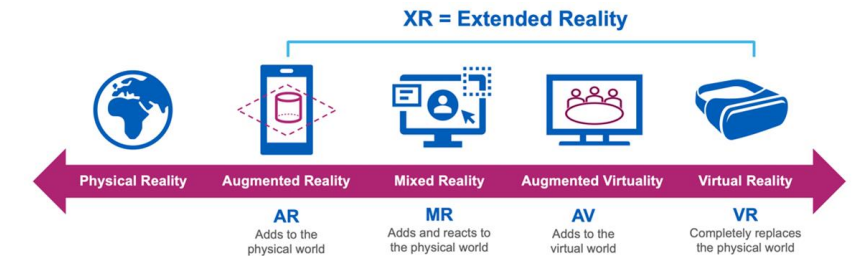 XR = Extended Reality
Physical Reality
Augmented Reality
Mixed Reality
Augmented Virtuality
Virtual Reality
AR
Adds to the
physical world
MR
Adds and reacts to
the physical world
AV
Adds to the
virtual world
VR
Completely replaces
the physical world